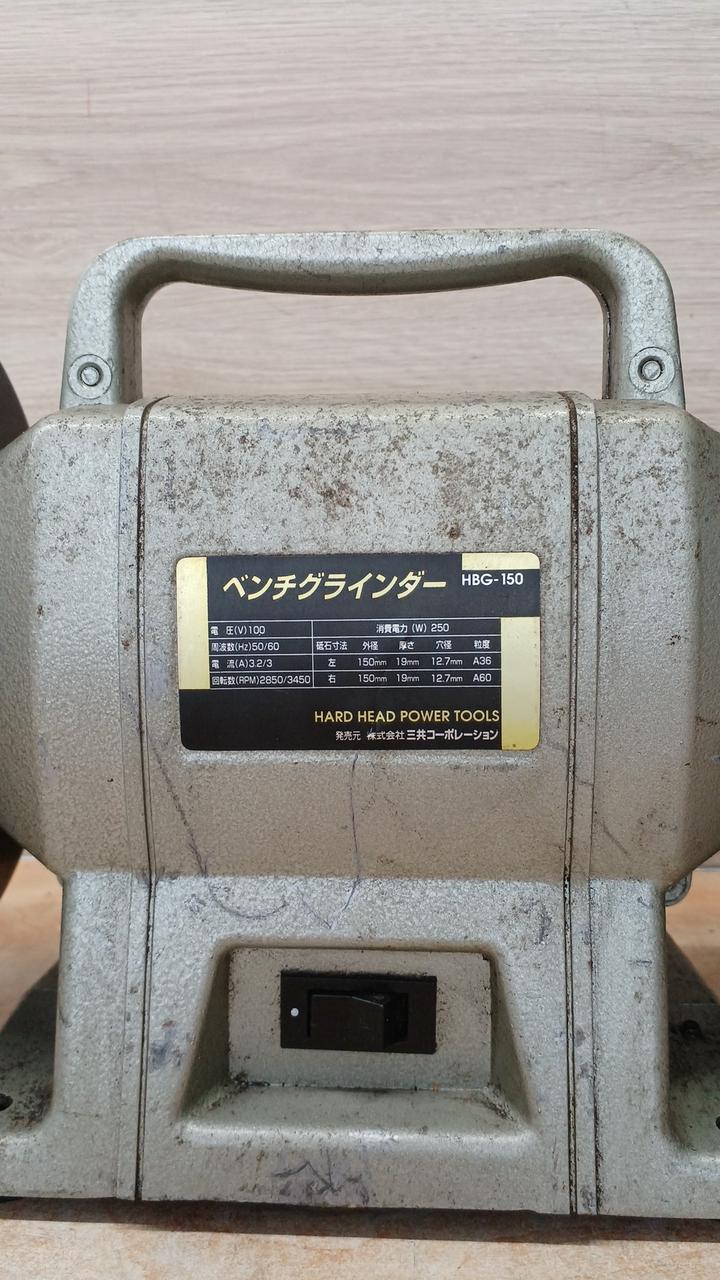 ベンチグラインダー HBG-150
電 圧(V)100 消費電力(W) 250
周波数(Hz)50/60 砥石寸法 外径 厚さ 穴径 粒度
電 流(A)3.2/3 左 150mm 19mm 12.7mm A36
回転数(RPM)2850/3450 右 150mm 19mm 12.7mm A60
HARD HEAD POWER TOOLS
発売元 株式会社 三共コーポレーション